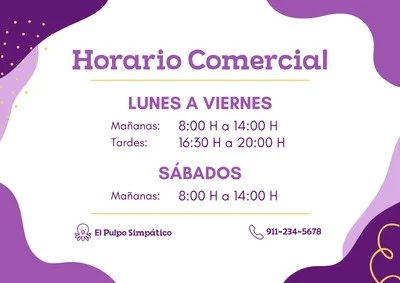 Horario Comercial
LUNES A VIERNES
Mañanas: 8:00 H a 14:00 H
Tardes: 16:30 H a 20:00 H
SÁBADOS
Mañanas: 8:00 H a 14:00 H
El Pulpo Simpático 911-234-5678